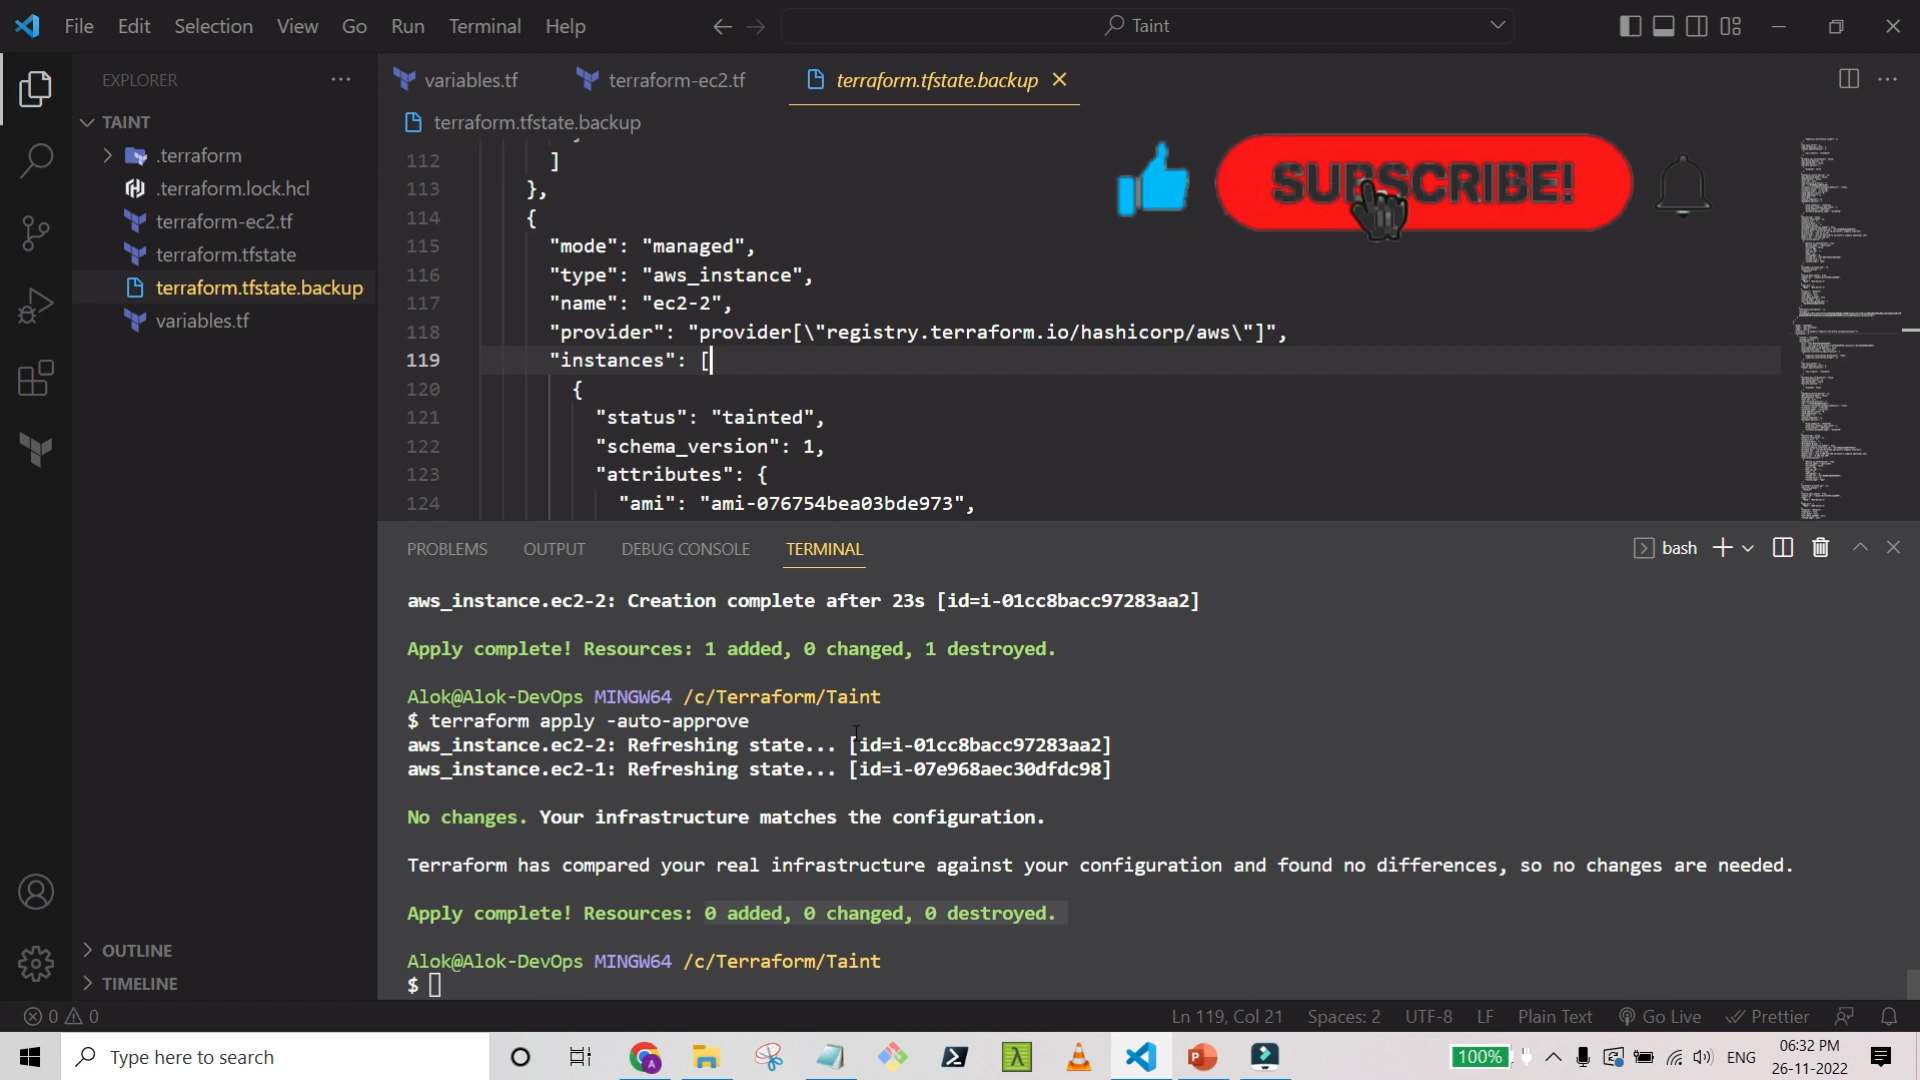 File Edit Selection View Go Run Terminal Help
Taint
EXPLORER
TAINT
.terraform
.terraform.lock.hcl
terraform-ec2.tf
terraform.tfstate
terraform.tfstate.backup
variables.tf
OUTLINE
TIMELINE
variables.tf terraform-ec2.tf terraform.tfstate.backup
terraform.tfstate.backup
SUBSCRIBE!
112 ]
113 },
114 {
115 "mode": "managed",
116 "type": "aws_instance",
117 "name": "ec2-2",
118 "provider": "provider[\"registry.terraform.io/hashicorp/aws\"]",
119 "instances": [
120 {
121 "status": "tainted",
122 "schema_version": 1,
123 "attributes": {
124 "ami": "ami-076754bea03bde973",
PROBLEMS OUTPUT DEBUG CONSOLE TERMINAL
bash
aws_instance.ec2-2: Creation complete after 23s [id=i-01cc8bacc97283aa2]
Apply complete! Resources: 1 added, 0 changed, 1 destroyed.
Alok@Alok-DevOps MINGW64 /c/Terraform/Taint
$ terraform apply -auto-approve
aws_instance.ec2-2: Refreshing state... [id=i-01cc8bacc97283aa2]
aws_instance.ec2-1: Refreshing state... [id=i-07e968aec30dfdc98]
No changes. Your infrastructure matches the configuration.
Terraform has compared your real infrastructure against your configuration and found no differences, so no changes are needed.
Apply complete! Resources: 0 added, 0 changed, 0 destroyed.
Alok@Alok-DevOps MINGW64 /c/Terraform/Taint
$
0 0
Ln 119, Col 21 Spaces: 2 UTF-8 LF Plain Text Go Live Prettier
Type here to search
100%
ENG
06:32 PM
26-11-2022